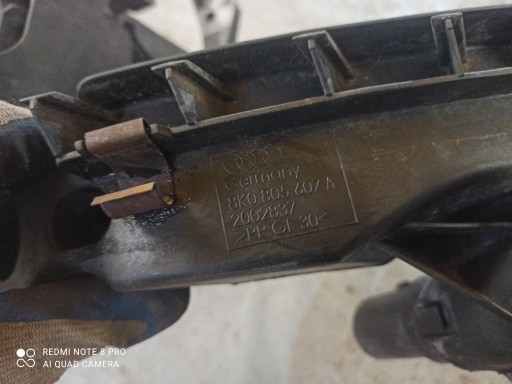 Germany
8K0 805 607 A
2002837
>PP GF30<
REDMI NOTE 8 PRO
AI QUAD CAMERA